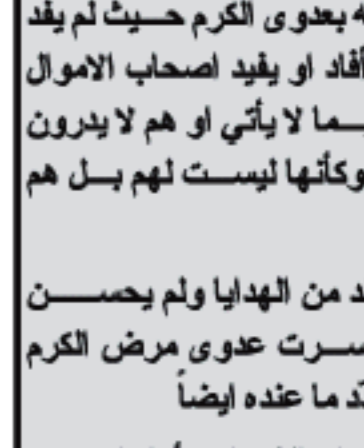 بعدوى الكرم حيث لم يفد
أفاد او يفيد اصحاب الاموال
ما لا يأتي او هم لا يدرون
وكأنها ليست لهم بل هم
من الهدايا ولم يحسن
سرت عدوى مرض الكرم
ما عنده ايضاً